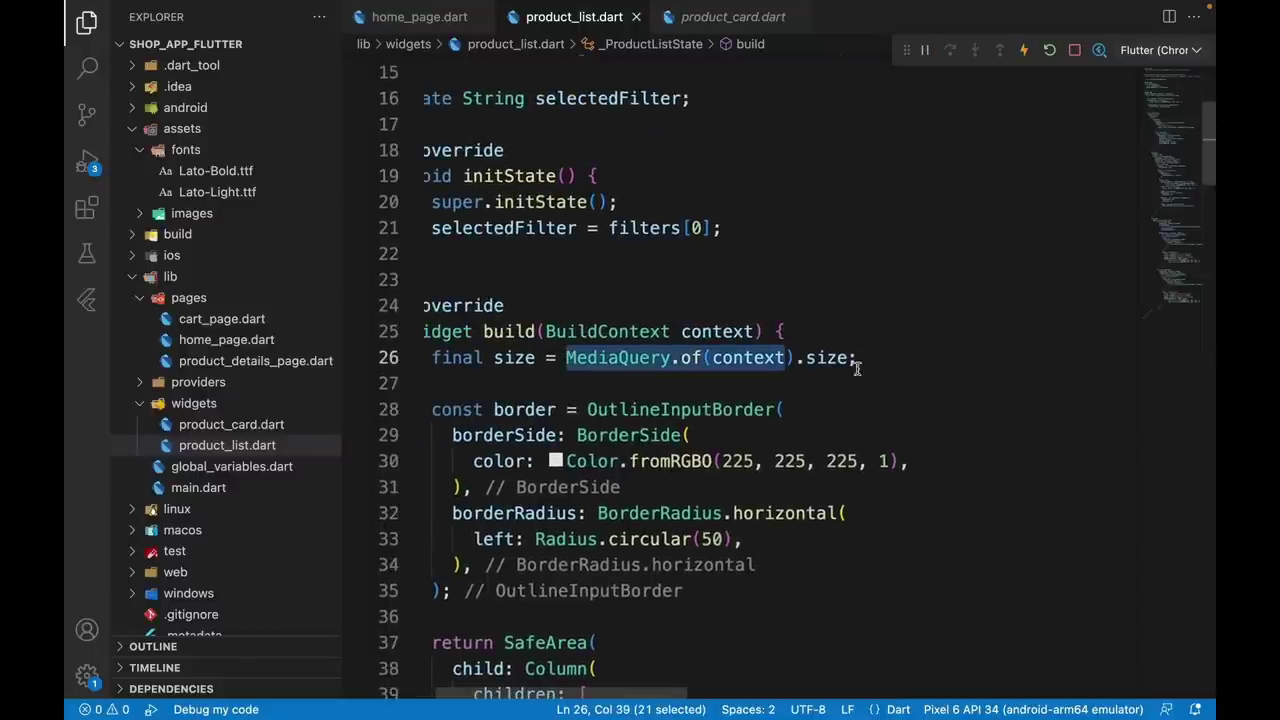 EXPLORER
SHOP_APP_FLUTTER
.dart_tool
.idea
android
assets
fonts
Aa Lato-Bold.ttf
Aa Lato-Light.ttf
images
build
ios
lib
pages
cart_page.dart
home_page.dart
product_details_page.dart
providers
widgets
product_card.dart
product_list.dart
global_variables.dart
main.dart
linux
macos
test
web
windows
.gitignore
.metadata
OUTLINE
TIMELINE
DEPENDENCIES
3
1
home_page.dart
product_list.dart
product_card.dart
lib > widgets > product_list.dart > _ProductListState > build
Flutter (Chror
15
16 ate String selectedFilter;
17
18 override
19 oid initState() {
20 super.initState();
21 selectedFilter = filters[0];
22
23
24 override
25 idget build(BuildContext context) {
26 final size = MediaQuery.of(context).size;
27
28 const border = OutlineInputBorder(
29 borderSide: BorderSide(
30 color: Color.fromRGBO(225, 225, 225, 1),
31 ), // BorderSide
32 borderRadius: BorderRadius.horizontal(
33 left: Radius.circular(50),
34 ), // BorderRadius.horizontal
35 ); // OutlineInputBorder
36
37 return SafeArea(
38 child: Column(
39 children: [
0 0 Debug my code Ln 26, Col 39 (21 selected) Spaces: 2 UTF-8 LF {} Dart Pixel 6 API 34 (android-arm64 emulator)